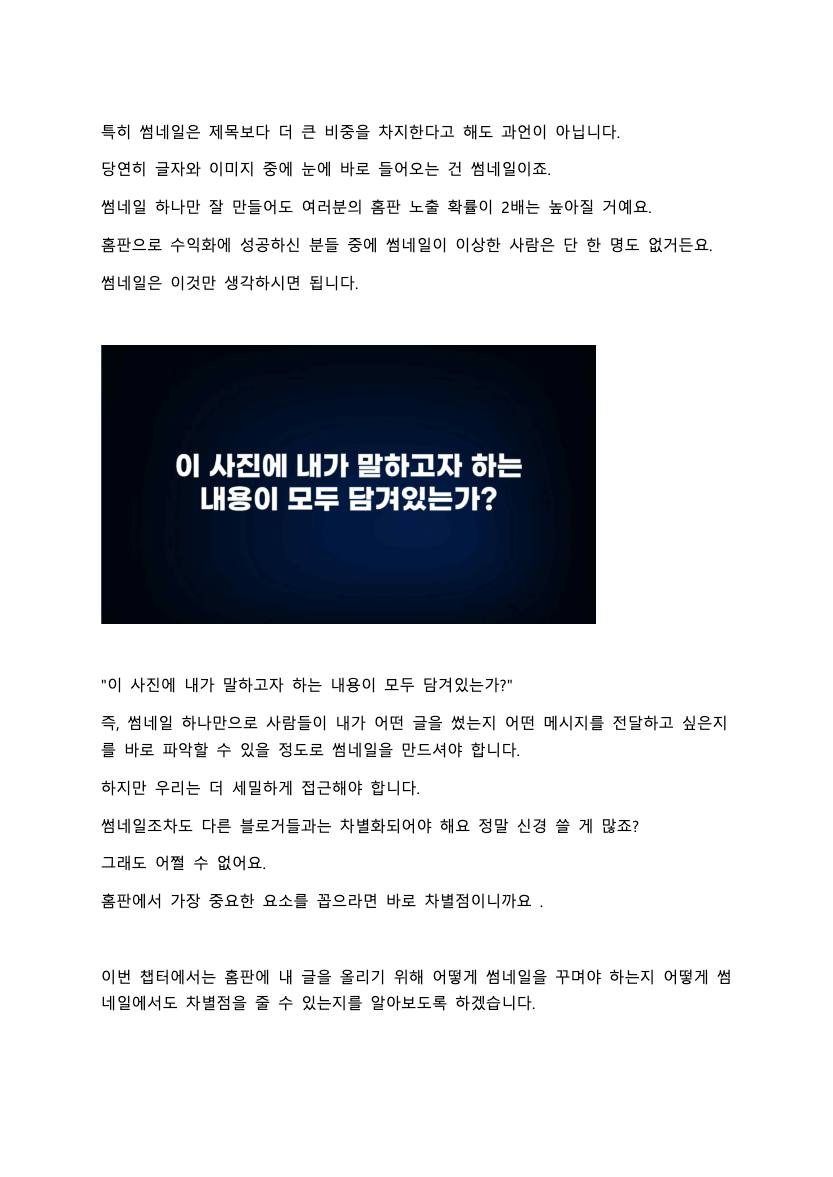 특히 썸네일은 제목보다 더 큰 비중을 차지한다고 해도 과언이 아닙니다.
당연히 글자와 이미지 중에 눈에 바로 들어오는 건 썸네일이죠.
썸네일 하나만 잘 만들어도 여러분의 홈판 노출 확률이 2배는 높아질 거예요.
홈판으로 수익화에 성공하신 분들 중에 썸네일이 이상한 사람은 단 한 명도 없거든요.
썸네일은 이것만 생각하시면 됩니다.
이 사진에 내가 말하고자 하는
내용이 모두 담겨있는가?
"이 사진에 내가 말하고자 하는 내용이 모두 담겨있는가?"
즉, 썸네일 하나만으로 사람들이 내가 어떤 글을 썼는지 어떤 메시지를 전달하고 싶은지
를 바로 파악할 수 있을 정도로 썸네일을 만드셔야 합니다.
하지만 우리는 더 세밀하게 접근해야 합니다.
썸네일조차도 다른 블로거들과는 차별화되어야 해요 정말 신경 쓸 게 많죠?
그래도 어쩔 수 없어요.
홈판에서 가장 중요한 요소를 꼽으라면 바로 차별점이니까요 .
이번 챕터에서는 홈판에 내 글을 올리기 위해 어떻게 썸네일을 꾸며야 하는지 어떻게 썸
네일에서도 차별점을 줄 수 있는지를 알아보도록 하겠습니다.